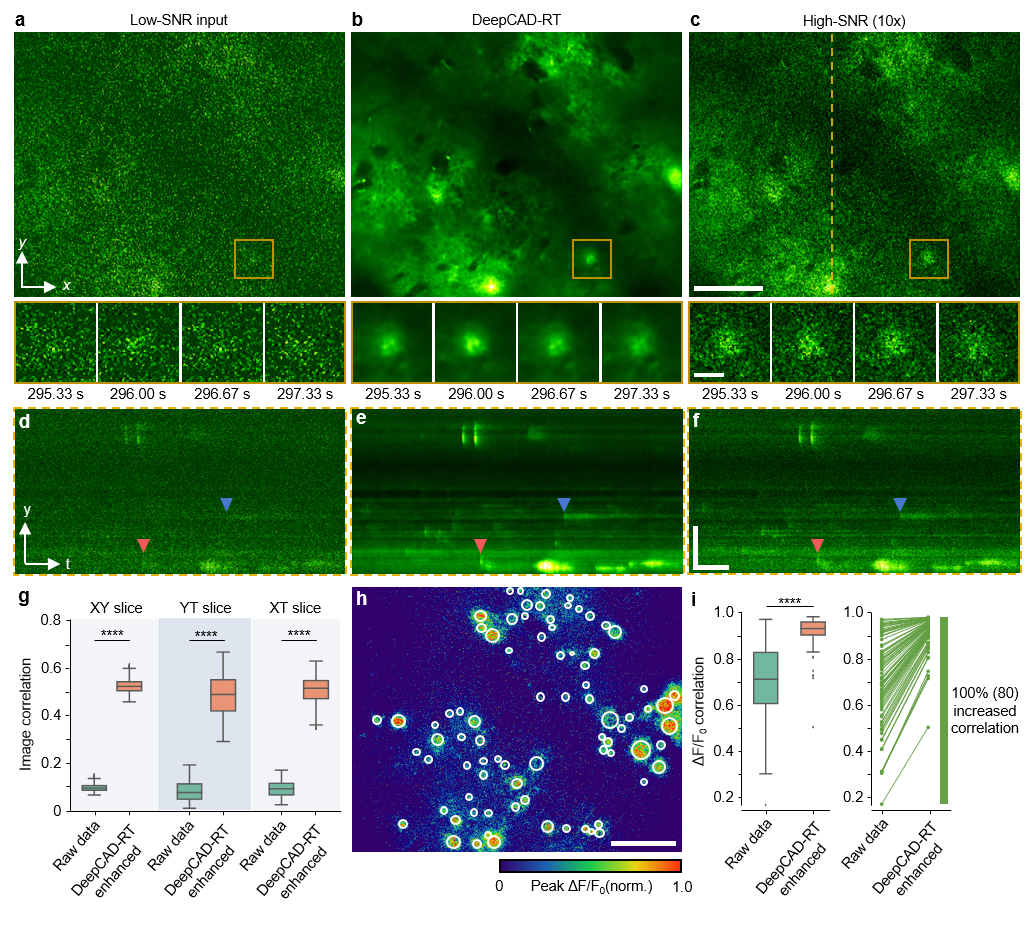 a Low-SNR input
b DeepCAD-RT
c High-SNR (10x)
y
x
295.33 s 296.00 s 296.67 s 297.33 s
295.33 s 296.00 s 296.67 s 297.33 s
295.33 s 296.00 s 296.67 s 297.33 s
d
y
t
e
f
g
XY slice YT slice XT slice
**** **** ****
Image correlation
0.8
0.6
0.4
0.2
0
Raw data
DeepCAD-RT
enhanced
Raw data
DeepCAD-RT
enhanced
Raw data
DeepCAD-RT
enhanced
h
0 Peak ΔF/F₀(norm.) 1.0
i
****
ΔF/F₀ correlation
1.0
0.8
0.6
0.4
0.2
Raw data
DeepCAD-RT
enhanced
1.0
0.8
0.6
0.4
0.2
Raw data
DeepCAD-RT
enhanced
100% (80)
increased
correlation